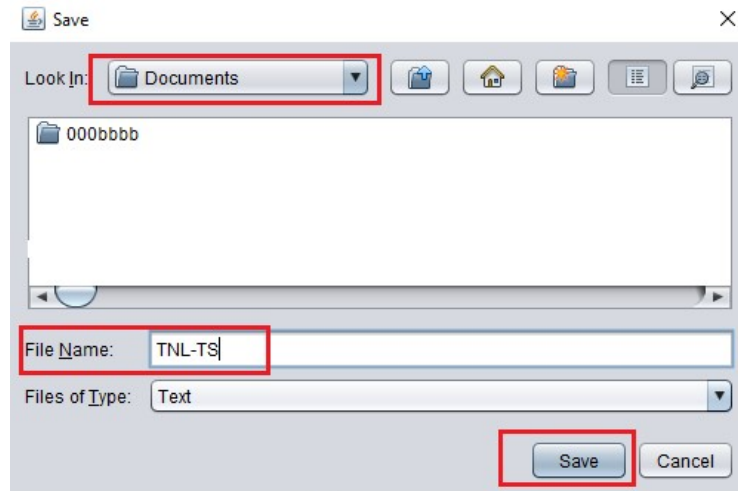 Save
Look In: Documents
000bbbb
File Name: TNL-TS
Files of Type: Text
Save Cancel